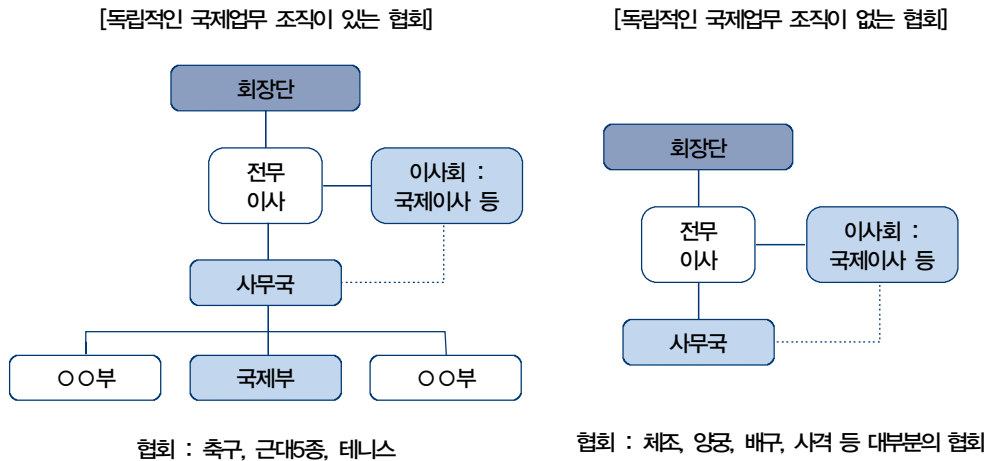 [독립적인 국제업무 조직이 있는 협회]
회장단
전무
이사
이사회 :
국제이사 등
사무국
○○부
국제부
○○부
협회 : 축구, 근대5종, 테니스
[독립적인 국제업무 조직이 없는 협회]
회장단
전무
이사
이사회 :
국제이사 등
사무국
협회 : 체조, 양궁, 배구, 사격 등 대부분의 협회